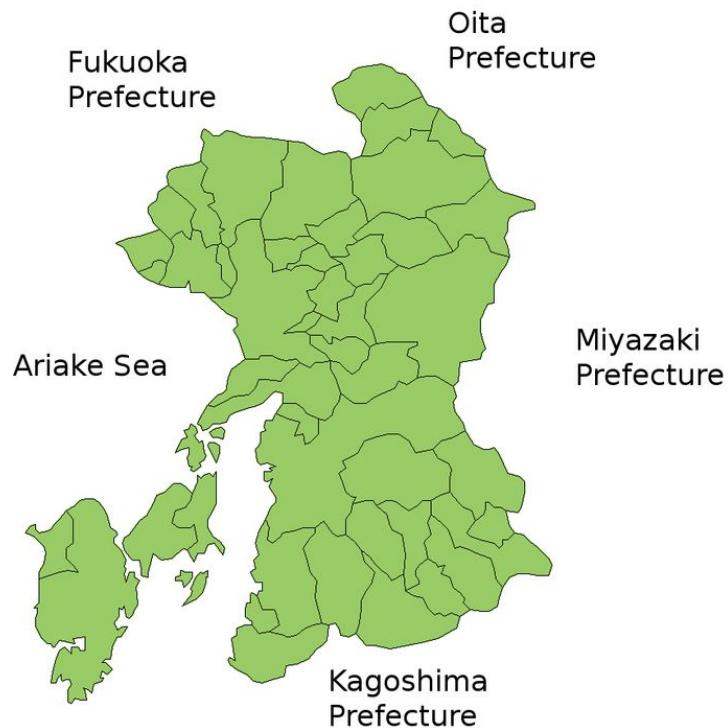 Oita
Prefecture
Fukuoka
Prefecture
Ariake Sea
Miyazaki
Prefecture
Kagoshima
Prefecture